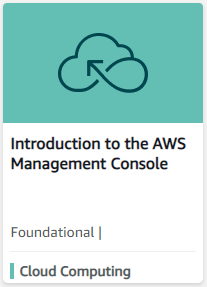 Introduction to the AWS
Management Console
Foundational |
Cloud Computing